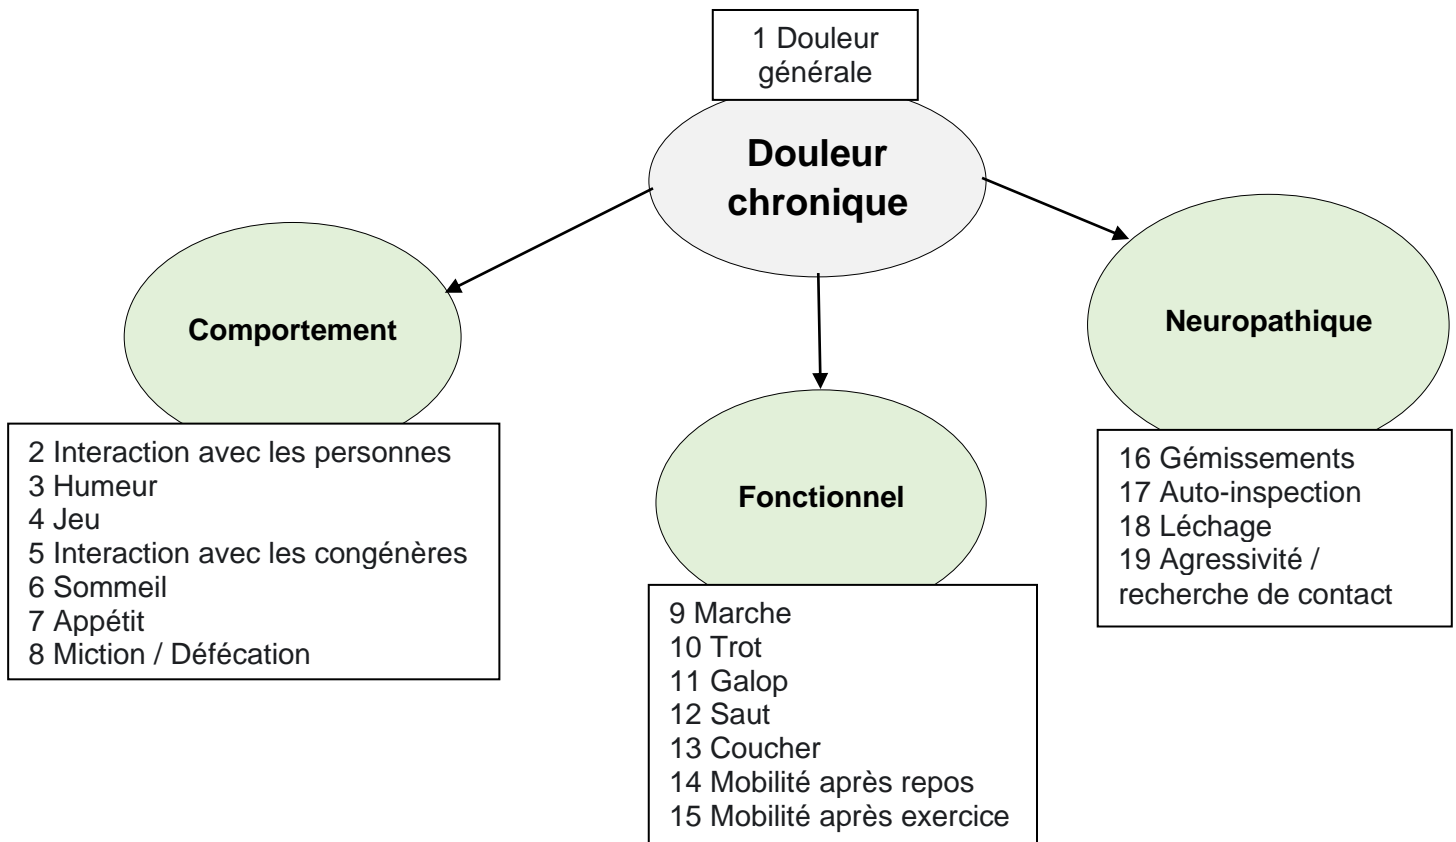 1 Douleur
générale
Douleur
chronique
Comportement
2 Interaction avec les personnes
3 Humeur
4 Jeu
5 Interaction avec les congénères
6 Sommeil
7 Appétit
8 Miction / Défécation
Fonctionnel
9 Marche
10 Trot
11 Galop
12 Saut
13 Coucher
14 Mobilité après repos
15 Mobilité après exercice
Neuropathique
16 Gémissements
17 Auto-inspection
18 Léchage
19 Agressivité /
recherche de contact